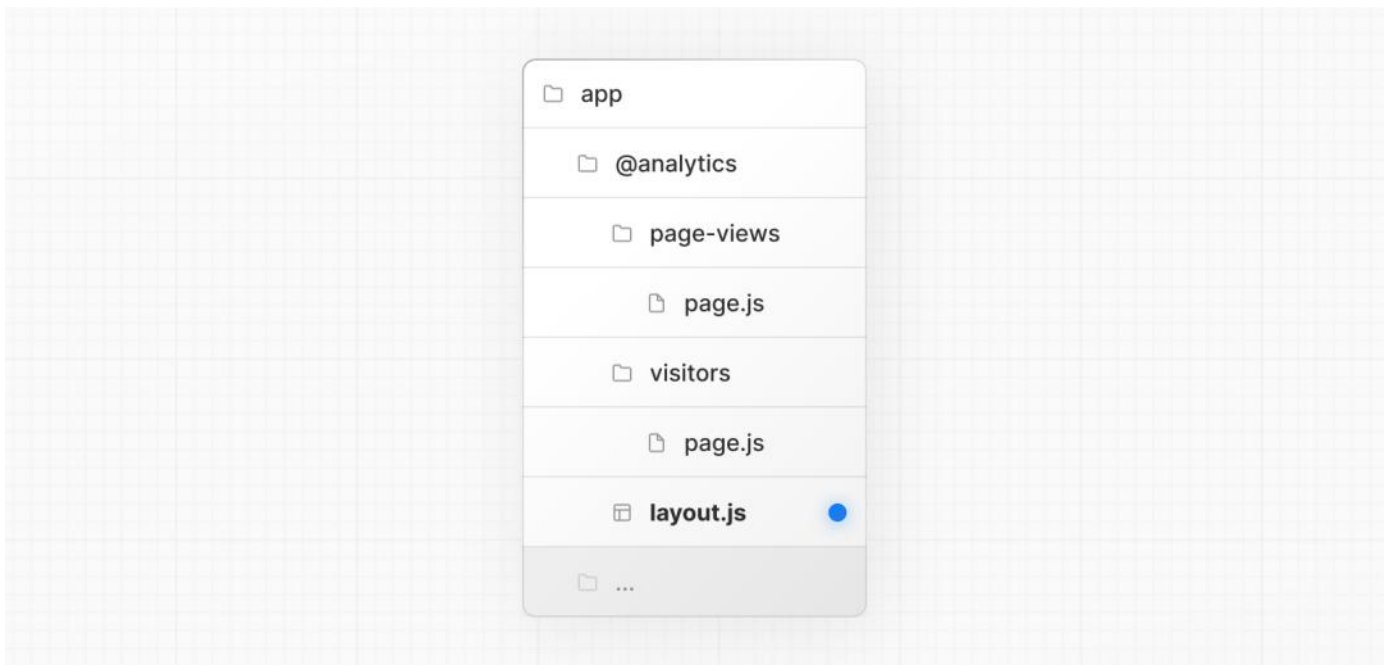 app
@analytics
page-views
page.js
visitors
page.js
layout.js
...